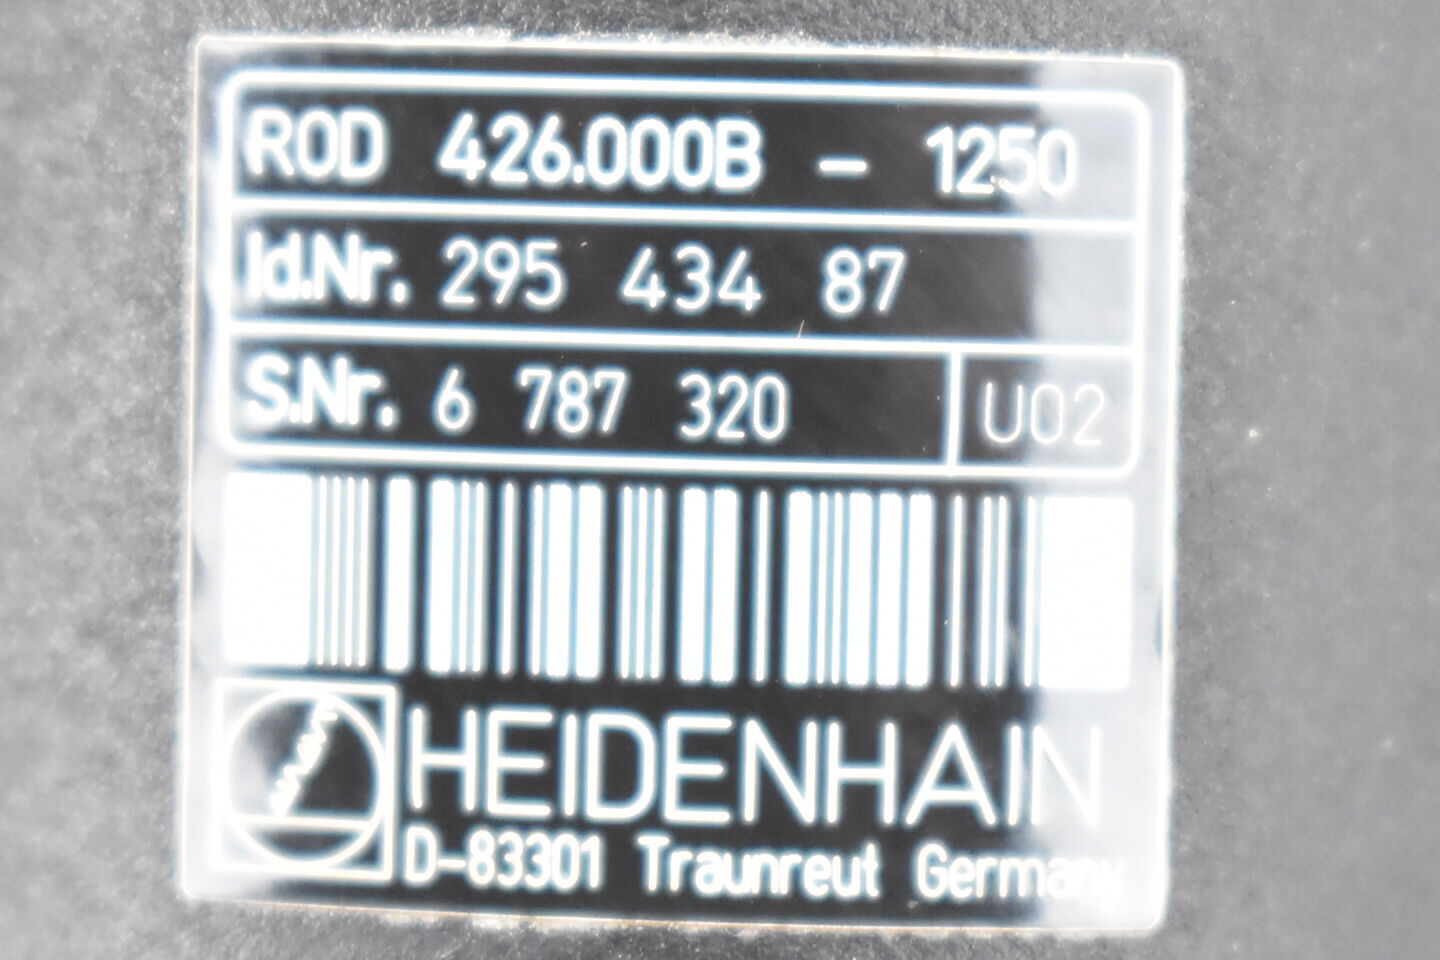 ROD 426.000B - 1250
Id.Nr. 295 434 87
S.Nr. 6 787 320 U02
HEIDENHAIN
D-83301 Traunreut Germany